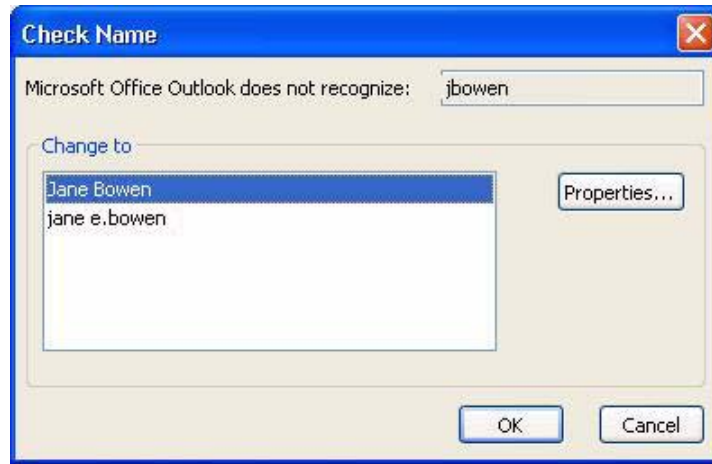 Check Name
Microsoft Office Outlook does not recognize: jbowen
Change to
Jane Bowen
Properties...
jane e.bowen
OK Cancel